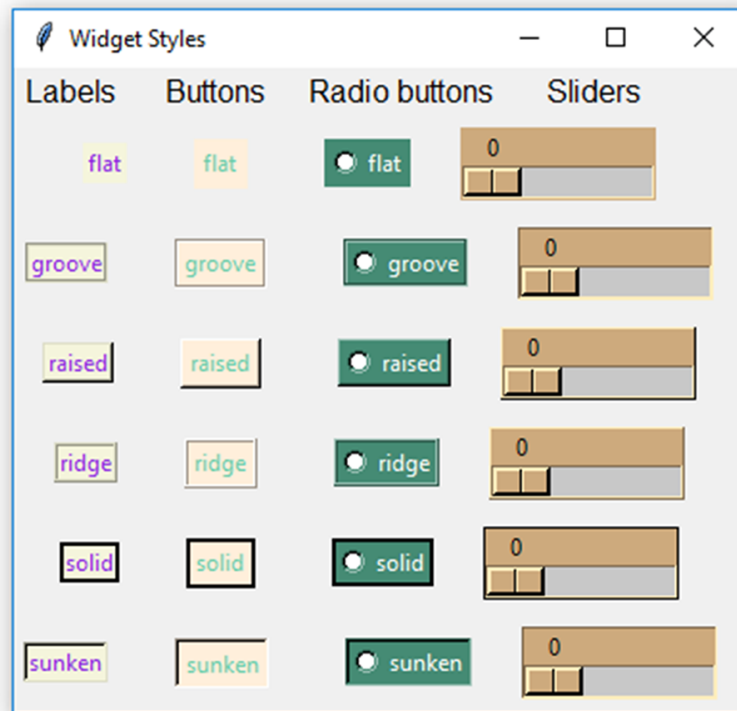 Widget Styles
Labels Buttons Radio buttons Sliders
flat flat flat 0
groove groove groove 0
raised raised raised 0
ridge ridge ridge 0
solid solid solid 0
sunken sunken sunken 0